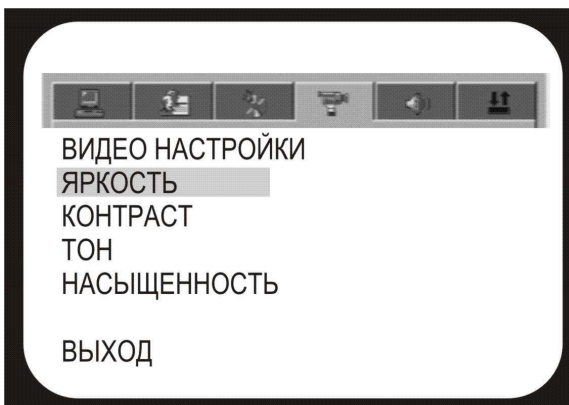 ВИДЕО НАСТРОЙКИ
ЯРКОСТЬ
КОНТРАСТ
ТОН
НАСЫЩЕННОСТЬ
ВЫХОД